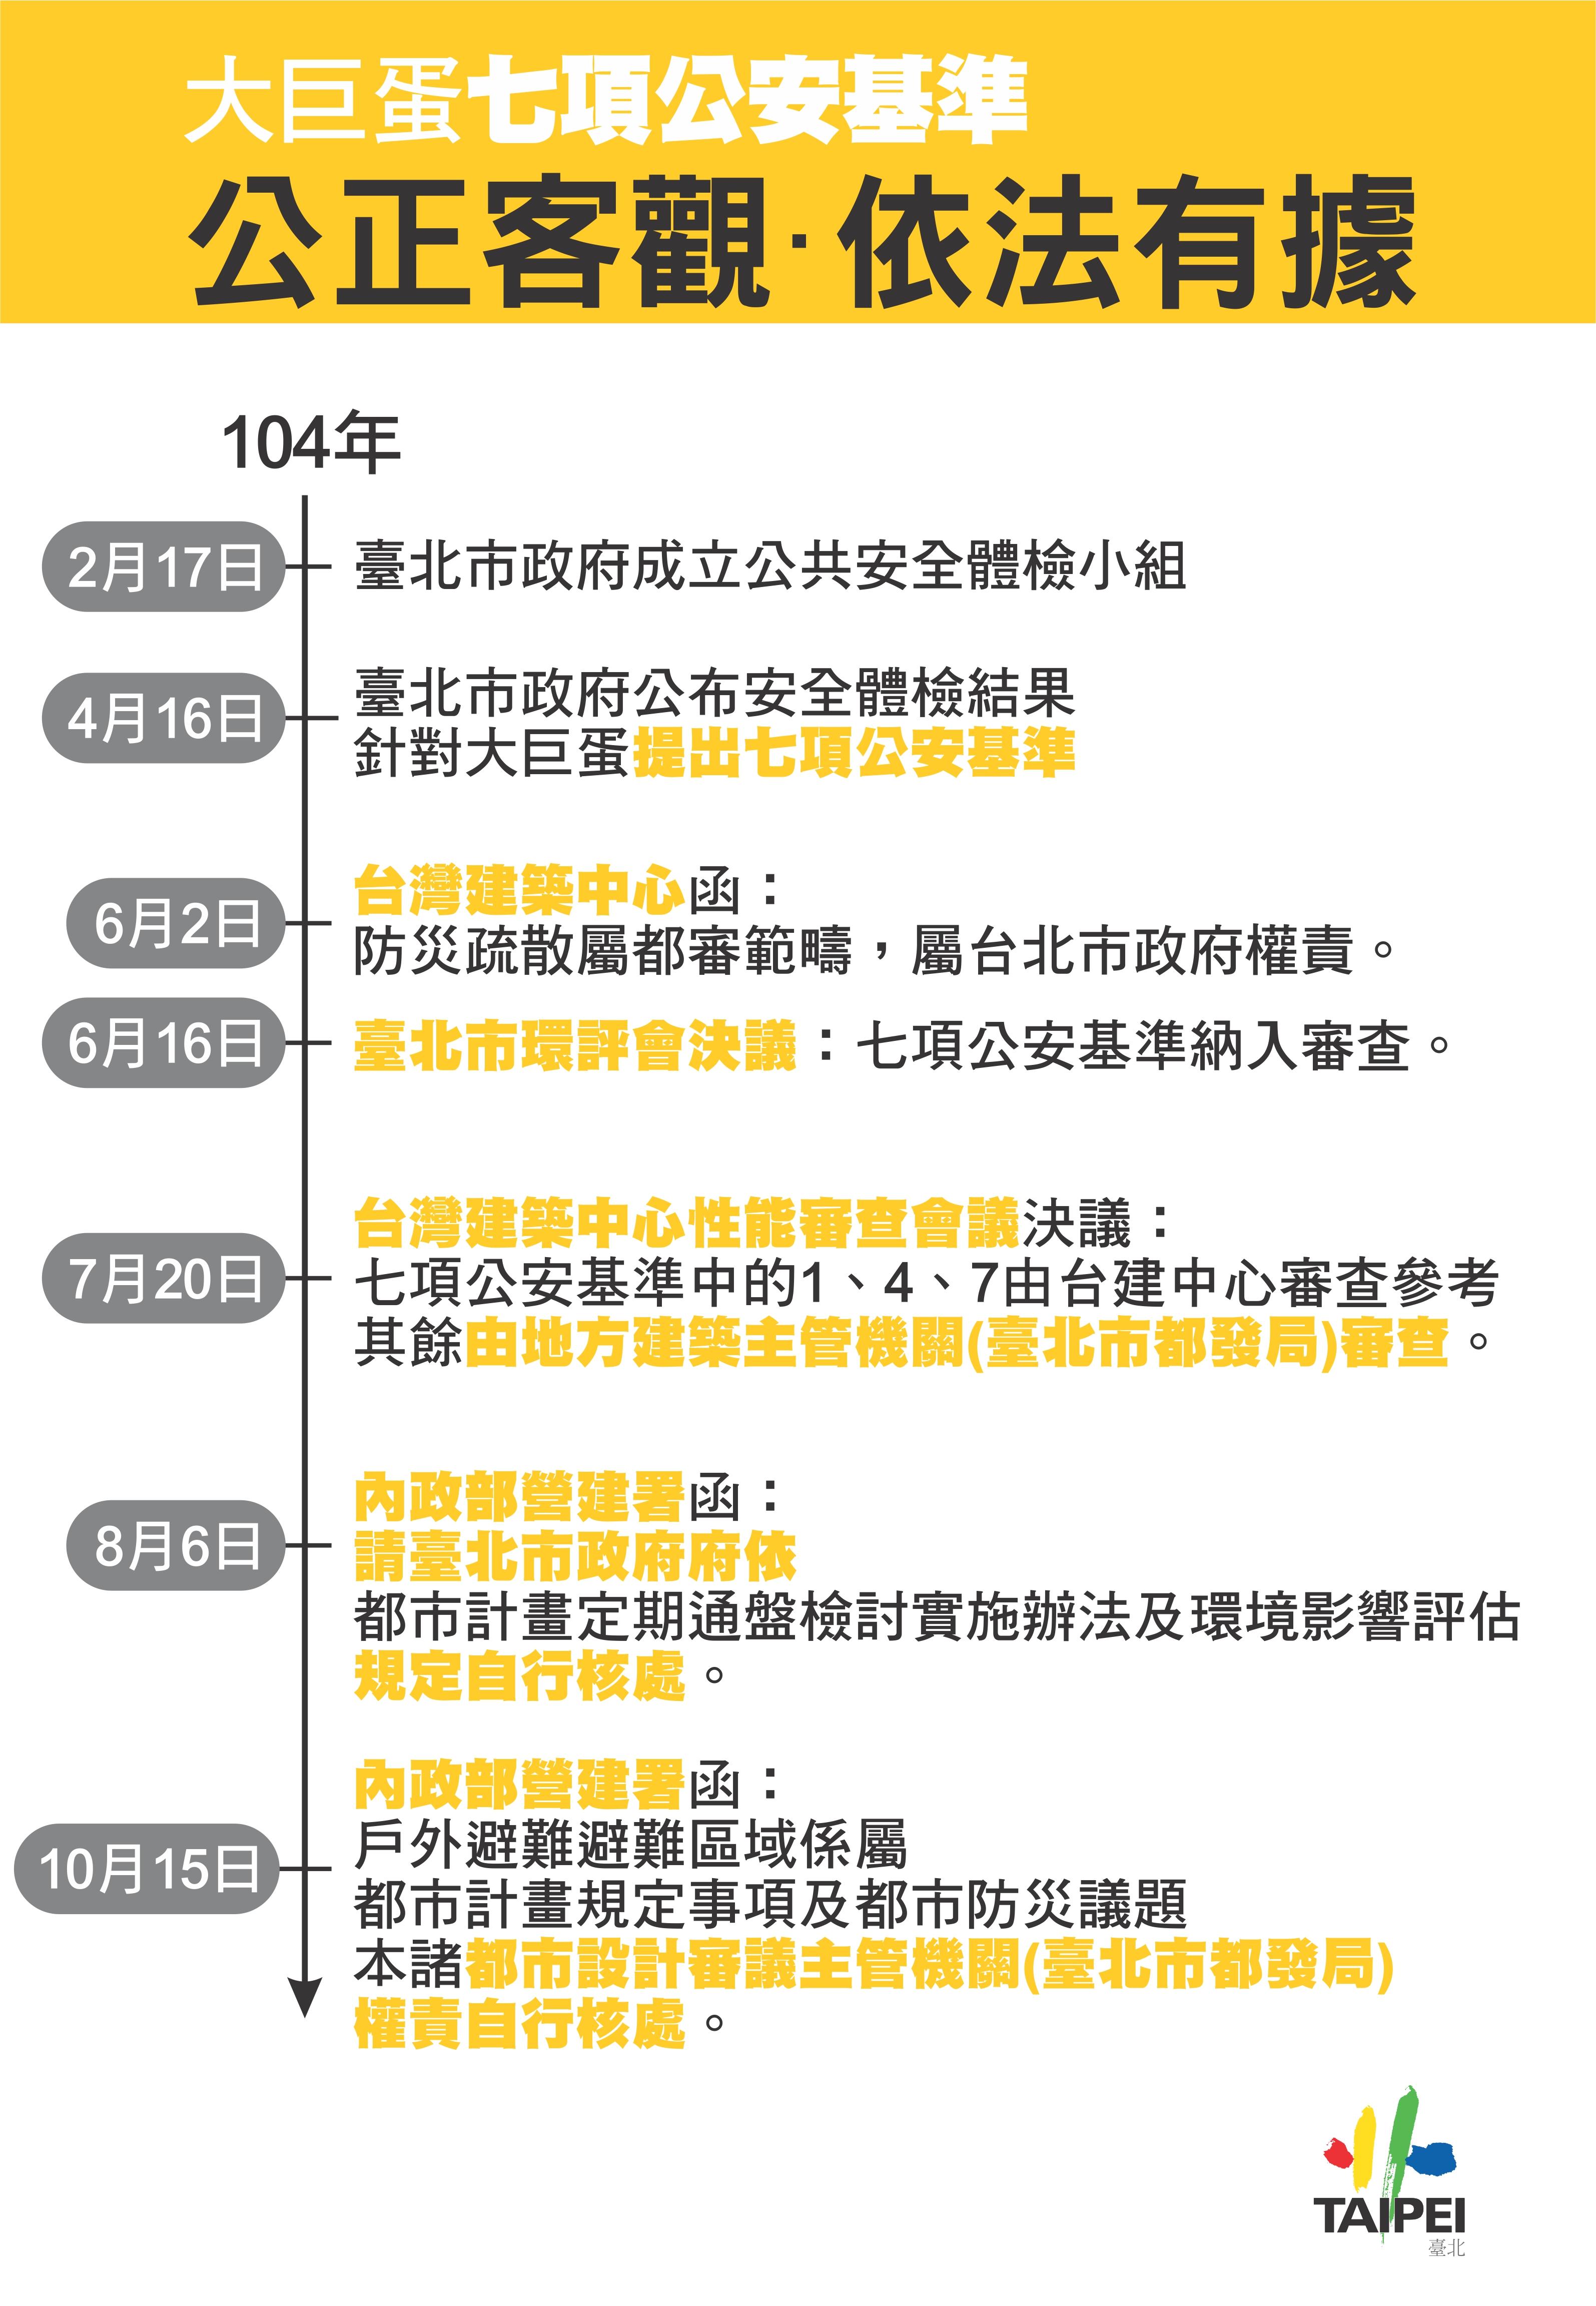 大巨蛋七項公安基準
公正客觀·依法有據
104年
2月17日
臺北市政府成立公共安全體檢小組
4月16日
臺北市政府公布安全體檢結果
針對大巨蛋提出七項公安基準
6月2日
台灣建築中心函：
防災疏散屬都審範疇，屬台北市政府權責。
6月16日
臺北市環評會決議：七項公安基準納入審查。
7月20日
台灣建築中心性能審查會議決議：
七項公安基準中的1、4、7由台建中心審查參考
其餘由地方建築主管機關(臺北市都發局)審查。
8月6日
內政部營建署函：
請臺北市政府府依
都市計畫定期通盤檢討實施辦法及環境影響評估
規定自行核處。
10月15日
內政部營建署函：
戶外避難避難區域係屬
都市計畫規定事項及都市防災議題
本諸都市設計審議主管機關(臺北市都發局)
權責自行核處。
TAIPEI
臺北